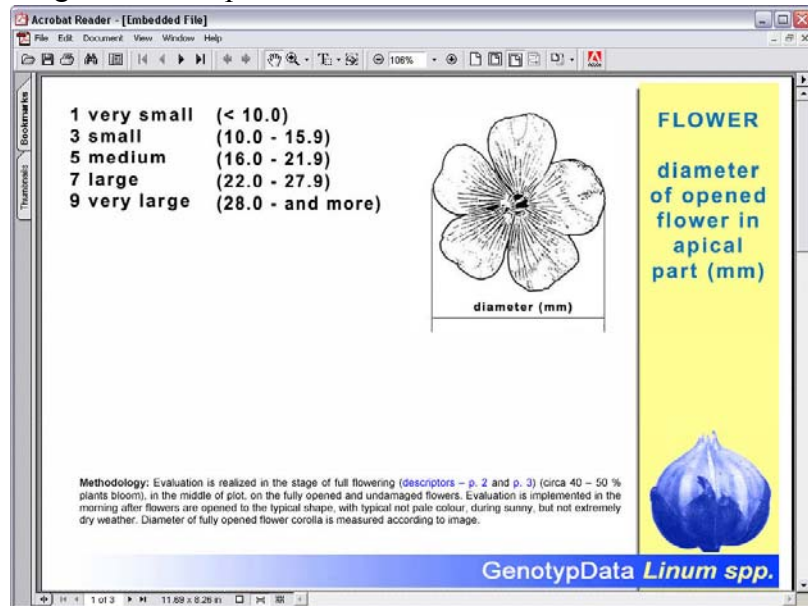 Acrobat Reader - [Embedded File]
File Edit Document View Window Help
106%
Adobe
Bookmarks
Thumbnails
1 very small (< 10.0)
3 small (10.0 - 15.9)
5 medium (16.0 - 21.9)
7 large (22.0 - 27.9)
9 very large (28.0 - and more)
diameter (mm)
FLOWER
diameter
of opened
flower in
apical
part (mm)
Methodology: Evaluation is realized in the stage of full flowering (descriptors – p. 2 and p. 3) (circa 40 – 50 %
plants bloom), in the middle of plot, on the fully opened and undamaged flowers. Evaluation is implemented in the
morning after flowers are opened to the typical shape, with typical not pale colour, during sunny, but not extremely
dry weather. Diameter of fully opened flower corolla is measured according to image.
GenotypData Linum spp.
1 of 3 11.69 x 8.26 in